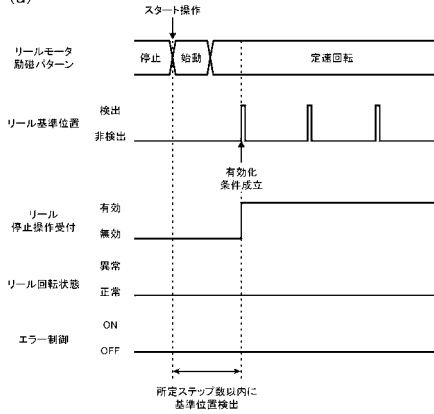 (a)
スタート操作
リールモータ
励磁パターン
停止
始動
定速回転
リール基準位置
検出
非検出
有効化
条件成立
リール
停止操作受付
有効
無効
リール回転状態
異常
正常
エラー制御
ON
OFF
所定ステップ数以内に
基準位置検出